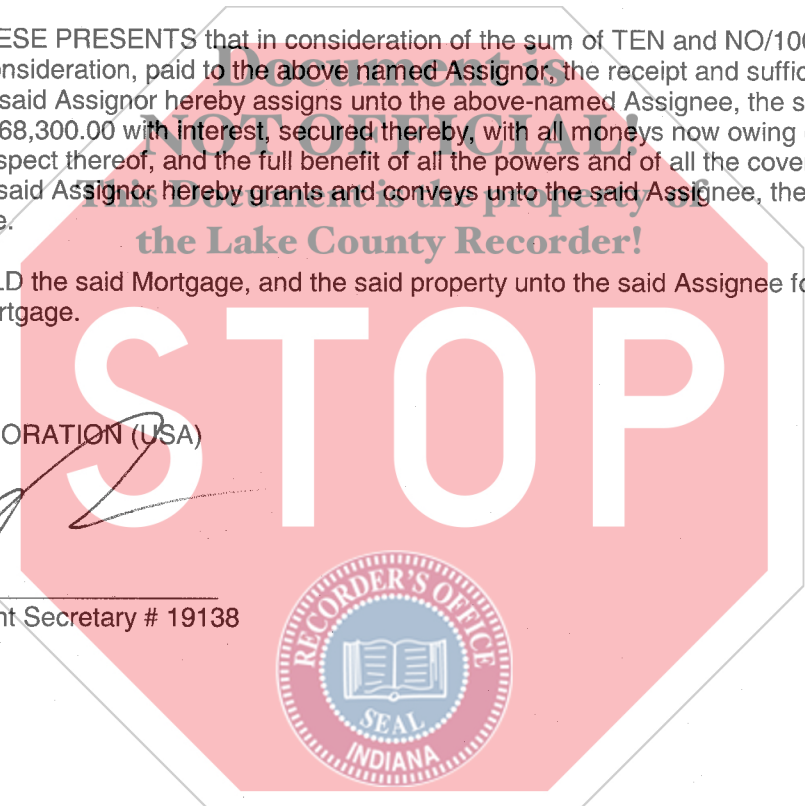 ESE PRESENTS that in consideration of the sum of TEN and NO/100
nsideration, paid to the above named Assignor, the receipt and suffic
said Assignor hereby assigns unto the above-named Assignee, the s
68,300.00 with interest, secured thereby, with all moneys now owing
spect thereof, and the full benefit of all the powers and of all the cove
said Assignor hereby grants and conveys unto the said Assignee, the
e.
LD the said Mortgage, and the said property unto the said Assignee fo
rtgage.
Document is
NOT OFFICIAL!
This Document is the property of
the Lake County Recorder!
STOP
ORATION (USA)
nt Secretary # 19138
RECORDER'S OFFICE
SEAL
INDIANA